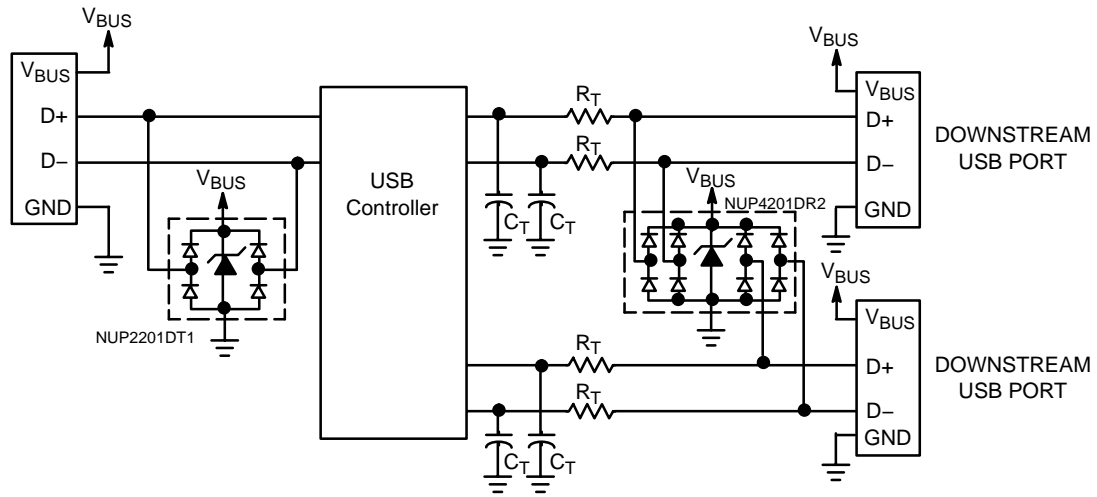 VBUS
VBUS
D+
D−
GND
VBUS
NUP2201DT1
USB
Controller
RT
RT
CT
CT
VBUS
NUP4201DR2
VBUS
VBUS
D+
D−
GND
DOWNSTREAM
USB PORT
RT
RT
CT
CT
VBUS
VBUS
D+
D−
GND
DOWNSTREAM
USB PORT